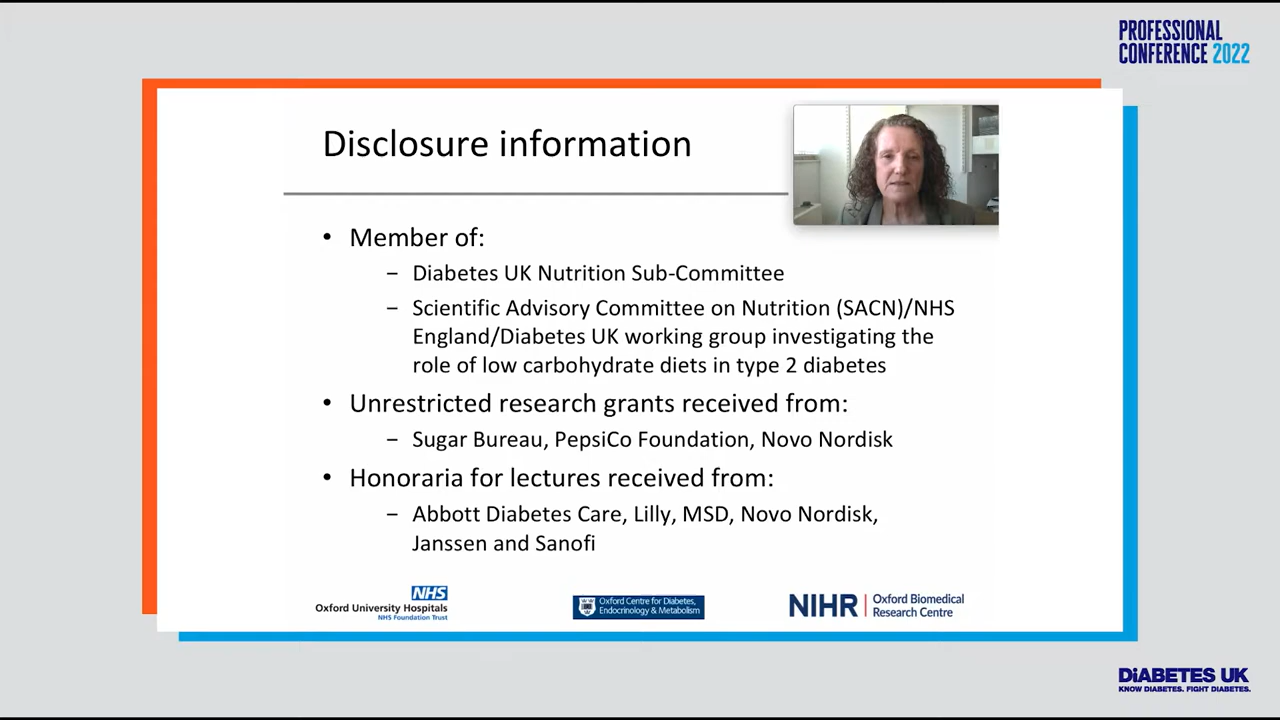 PROFESSIONAL
CONFERENCE 2022
Disclosure information
• Member of:
– Diabetes UK Nutrition Sub-Committee
– Scientific Advisory Committee on Nutrition (SACN)/NHS
England/Diabetes UK working group investigating the
role of low carbohydrate diets in type 2 diabetes
• Unrestricted research grants received from:
– Sugar Bureau, PepsiCo Foundation, Novo Nordisk
• Honoraria for lectures received from:
– Abbott Diabetes Care, Lilly, MSD, Novo Nordisk,
Janssen and Sanofi
NHS
Oxford University Hospitals
NHS Foundation Trust
Oxford Centre for Diabetes,
Endocrinology & Metabolism
NIHR | Oxford Biomedical
Research Centre
DiABETES UK
KNOW DIABETES. FIGHT DIABETES.